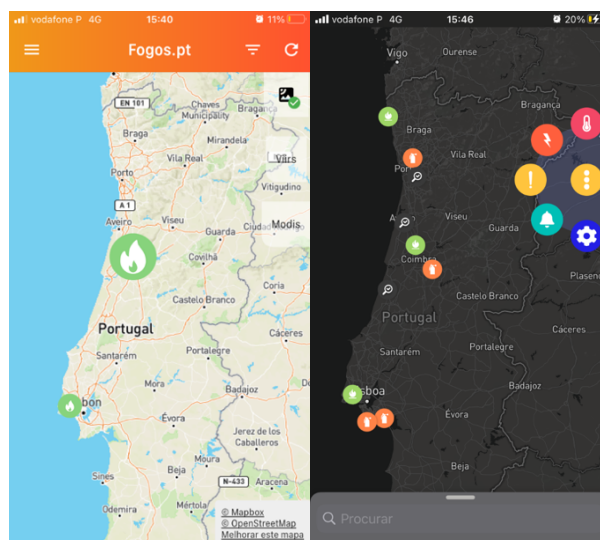 vodafone P 4G 15:40 11%
Fogos.pt
EN 101
Chaves
Municipality
Bragança
Braga
Mirandela
Viirs
Vila Real
Porto
Vitigudino
A 1
Aveiro
Viseu
Modis
Guarda
Covilhã
Coria
Castelo Branco
Portugal
Cáceres
Santarém
Portalegre
Mora
Badajoz
Évora
Jerez de los
Caballeros
Moura
Beja
Sines
N-433
Aracena
Odemira
Mértola
© Mapbox
© OpenStreetMap
Melhorar este mapa
vodafone P 4G 15:46 20%
Vigo
Ourense
Bragança
Braga
Vila Real
Viseu
Guarda
Coimbra
Castelo Branco
Portugal
Cáceres
Santarém
Portalegre
Badajoz
Évora
Beja
Procurar